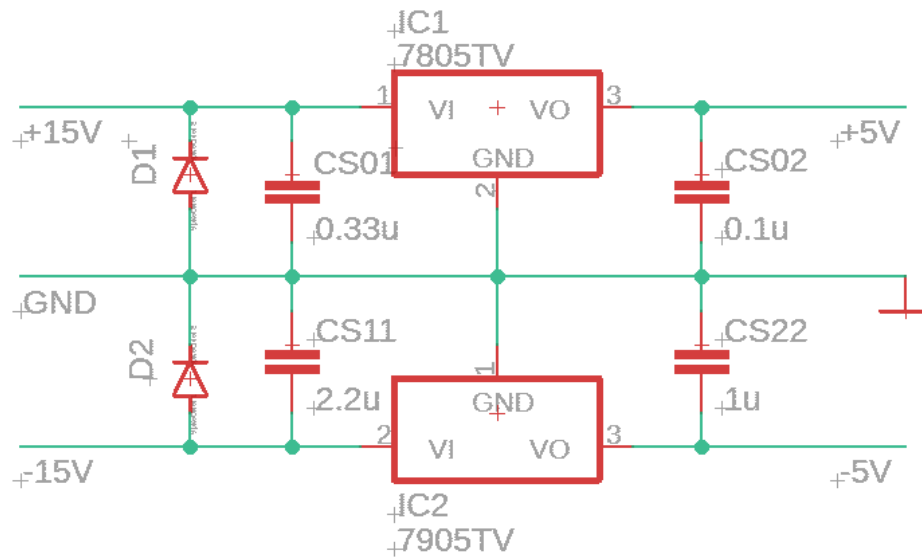 IC1
7805TV
1
VI
VO
3
+15V
+5V
D1
CS01
GND
2
CS02
0.33u
0.1u
GND
D2
CS11
1
CS22
2.2u
GND
1u
2
VI
VO
3
-15V
-5V
IC2
7905TV